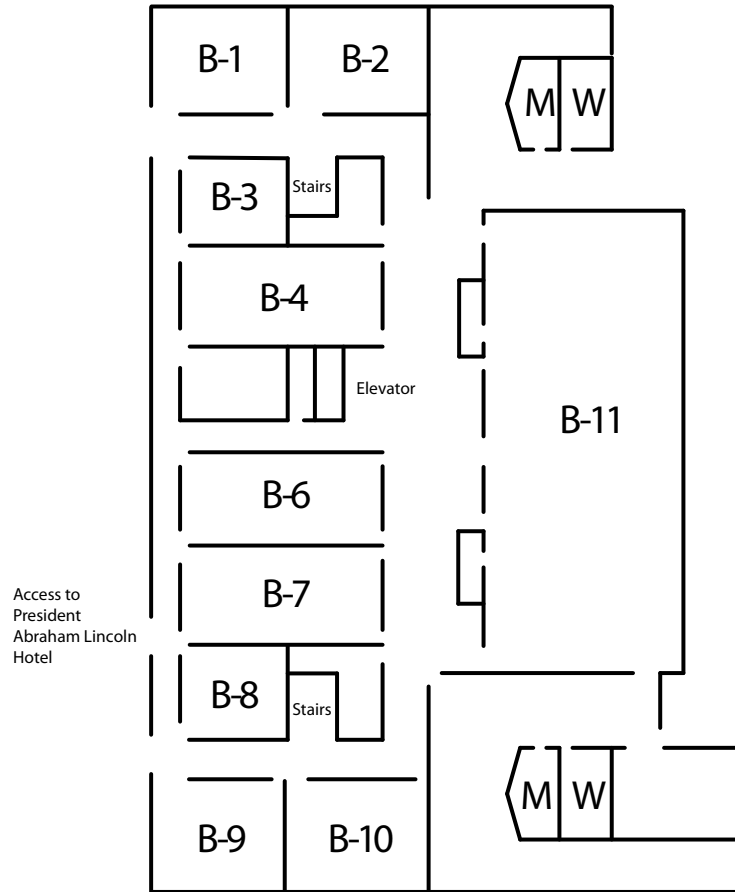 B-1
B-2
M
W
B-3
Stairs
B-4
Elevator
B-11
B-6
B-7
Access to
President
Abraham Lincoln
Hotel
B-8
Stairs
M
W
B-9
B-10